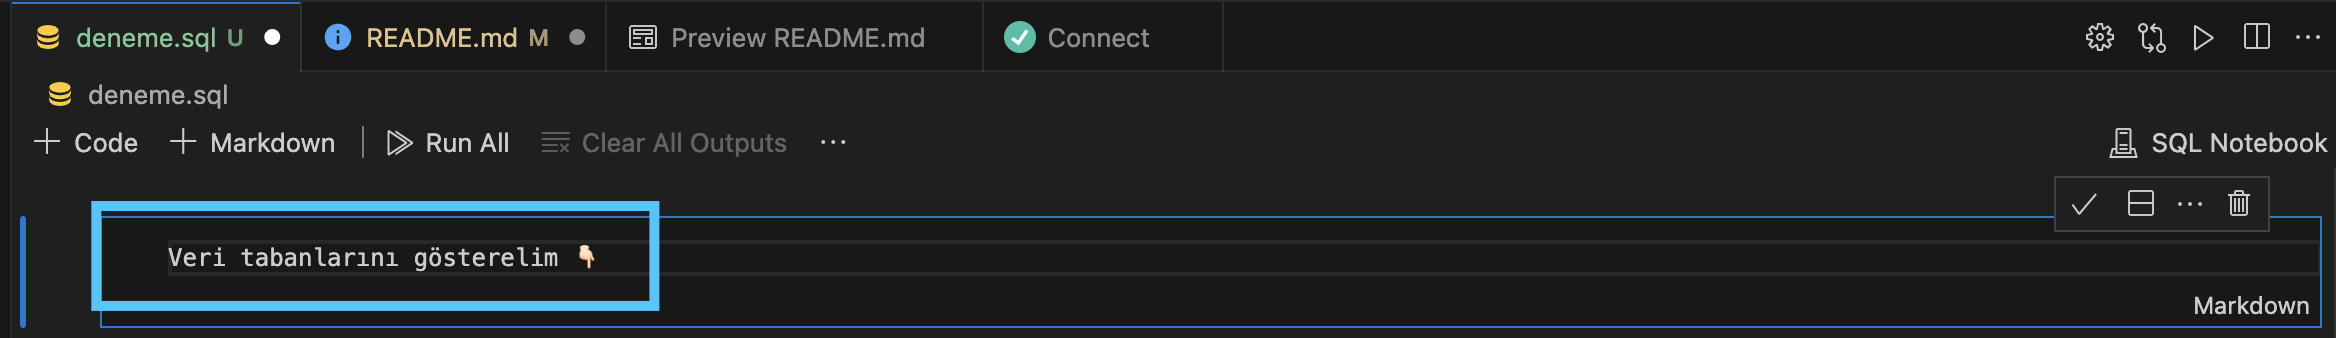 deneme.sql U
README.md M
Preview README.md
Connect
deneme.sql
Code
Markdown
Run All
Clear All Outputs
SQL Notebook
Veri tabanlarını gösterelim 👇🏻
Markdown